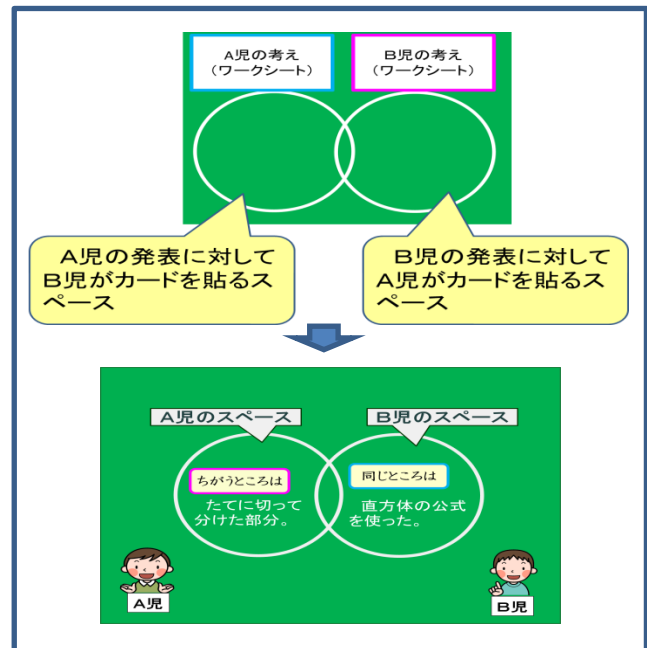 A児の考え
(ワークシート)
B児の考え
(ワークシート)
A児の発表に対して
B児がカードを貼るス
ペース
B児の発表に対して
A児がカードを貼るス
ペース
A児のスペース
B児のスペース
ちがうところは
たてに切って
分けた部分。
同じところは
直方体の公式
を使った。
A児
B児